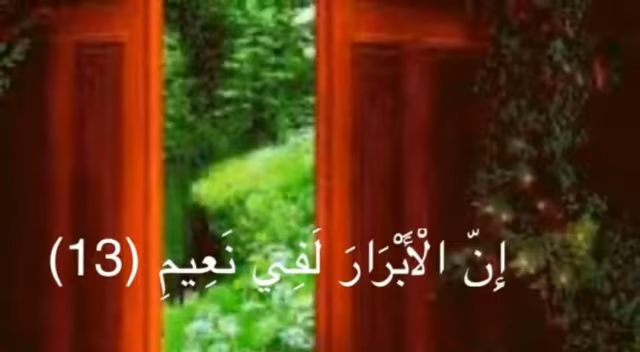 إِنّ الْأَبْرَارَ لَفِي نَعِيمٍ (13)